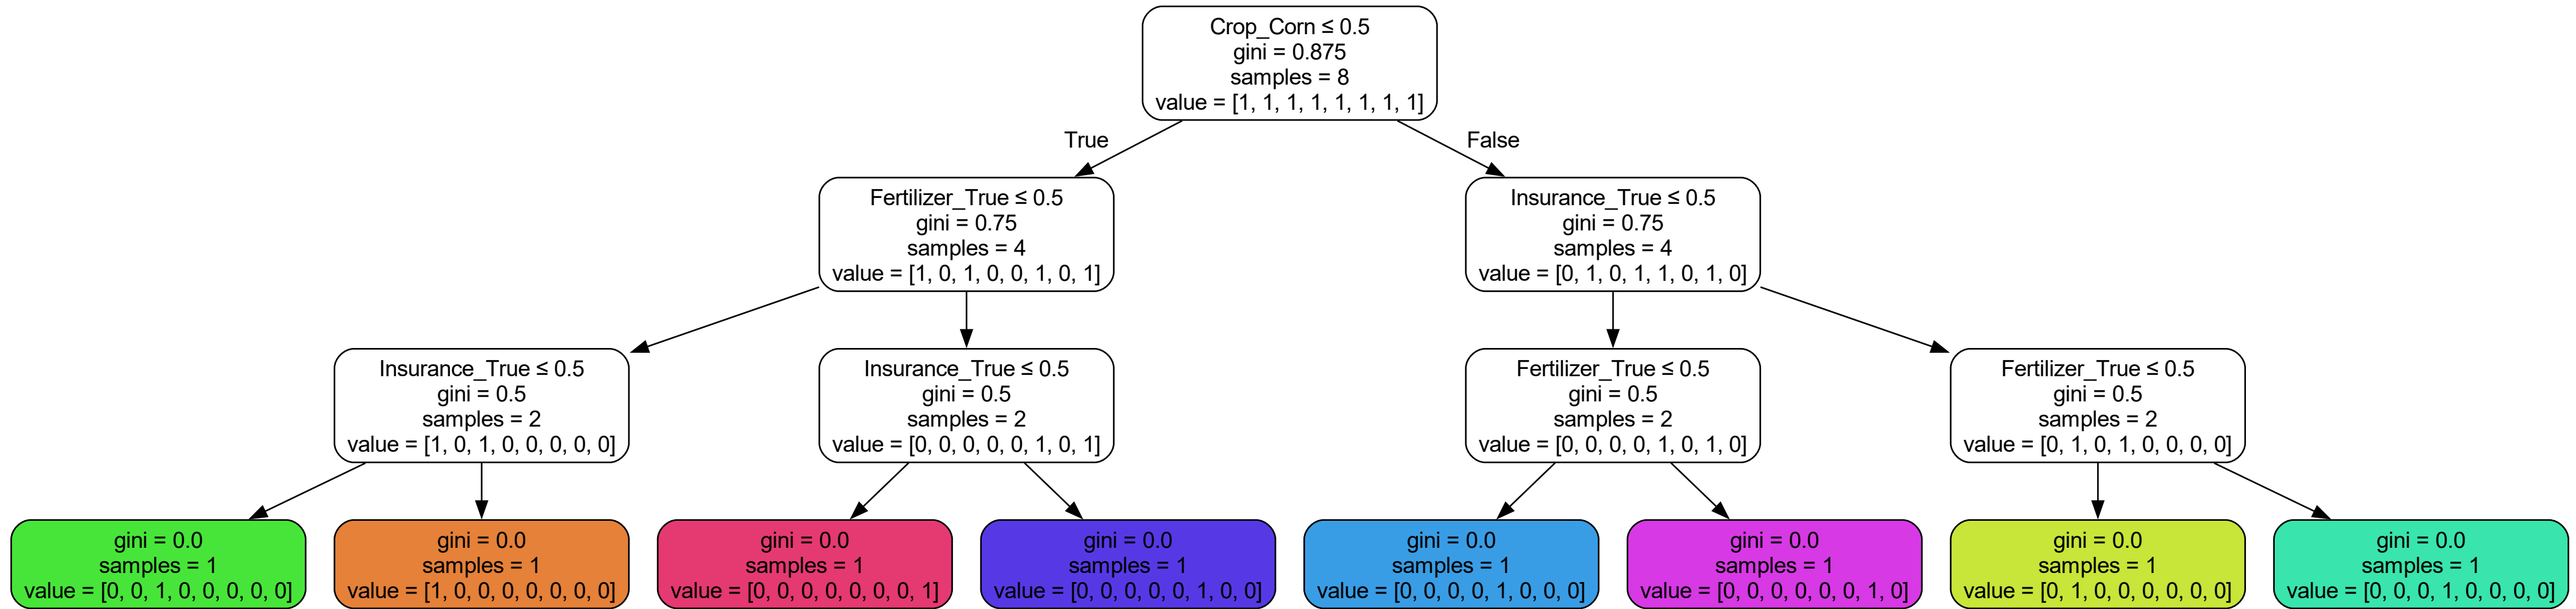 Crop_Corn ≤ 0.5
gini = 0.875
samples = 8
value = [1, 1, 1, 1, 1, 1, 1, 1]
True
False
Fertilizer_True ≤ 0.5
gini = 0.75
samples = 4
value = [1, 0, 1, 0, 0, 1, 0, 1]
Insurance_True ≤ 0.5
gini = 0.75
samples = 4
value = [0, 1, 0, 1, 1, 0, 1, 0]
Insurance_True ≤ 0.5
gini = 0.5
samples = 2
value = [1, 0, 1, 0, 0, 0, 0, 0]
Insurance_True ≤ 0.5
gini = 0.5
samples = 2
value = [0, 0, 0, 0, 0, 1, 0, 1]
Fertilizer_True ≤ 0.5
gini = 0.5
samples = 2
value = [0, 0, 0, 0, 1, 0, 1, 0]
Fertilizer_True ≤ 0.5
gini = 0.5
samples = 2
value = [0, 1, 0, 1, 0, 0, 0, 0]
gini = 0.0
samples = 1
value = [0, 0, 1, 0, 0, 0, 0, 0]
gini = 0.0
samples = 1
value = [1, 0, 0, 0, 0, 0, 0, 0]
gini = 0.0
samples = 1
value = [0, 0, 0, 0, 0, 0, 0, 1]
gini = 0.0
samples = 1
value = [0, 0, 0, 0, 0, 1, 0, 0]
gini = 0.0
samples = 1
value = [0, 0, 0, 0, 1, 0, 0, 0]
gini = 0.0
samples = 1
value = [0, 0, 0, 0, 0, 0, 1, 0]
gini = 0.0
samples = 1
value = [0, 1, 0, 0, 0, 0, 0, 0]
gini = 0.0
samples = 1
value = [0, 0, 0, 1, 0, 0, 0, 0]